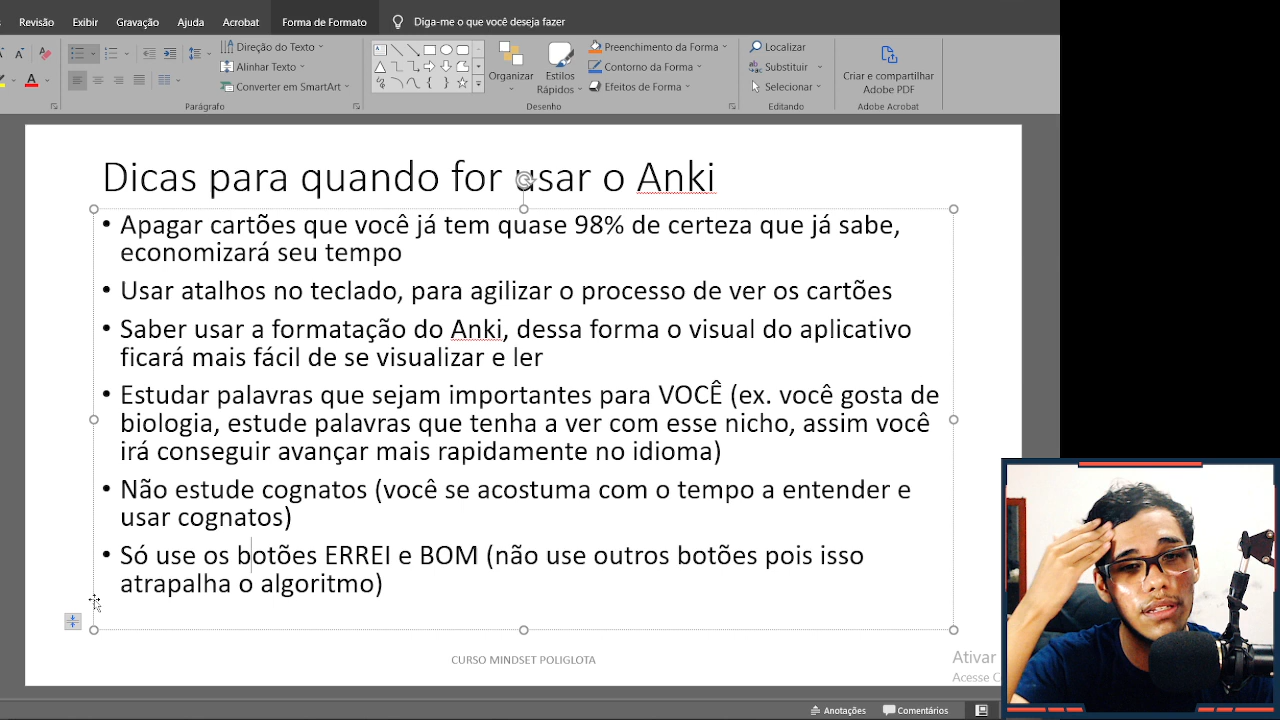 Revisão Exibir Ajuda Acrobat Forma de Formato Diga-me o que você deseja fazer
Direção do Texto
Alinhar Texto
Converter em SmartArt
Organizar
Estilos Rápidos
Preenchimento da Forma
Contorno da Forma
Efeitos de Forma
Localizar
Substituir
Selecionar
Criar e compartilhar
Adobe PDF
Parágrafo Desenho Editando Adobe Acrobat
Dicas para quando for usar o Anki
• Apagar cartões que você já tem quase 98% de certeza que já sabe,
economizará seu tempo
• Usar atalhos no teclado, para agilizar o processo de ver os cartões
• Saber usar a formatação do Anki, dessa forma o visual do aplicativo
ficará mais fácil de se visualizar e ler
• Estudar palavras que sejam importantes para VOCÊ (ex. você gosta de
biologia, estude palavras que tenha a ver com esse nicho, assim você
irá conseguir avançar mais rapidamente no idioma)
• Não estude cognatos (você se acostuma com o tempo a entender e
usar cognatos)
• Só use os botões ERREI e BOM (não use outros botões pois isso
atrapalha o algoritmo)
CURSO MINDSET POLIGLOTA
Ativar
Acesse C
Anotações Comentários